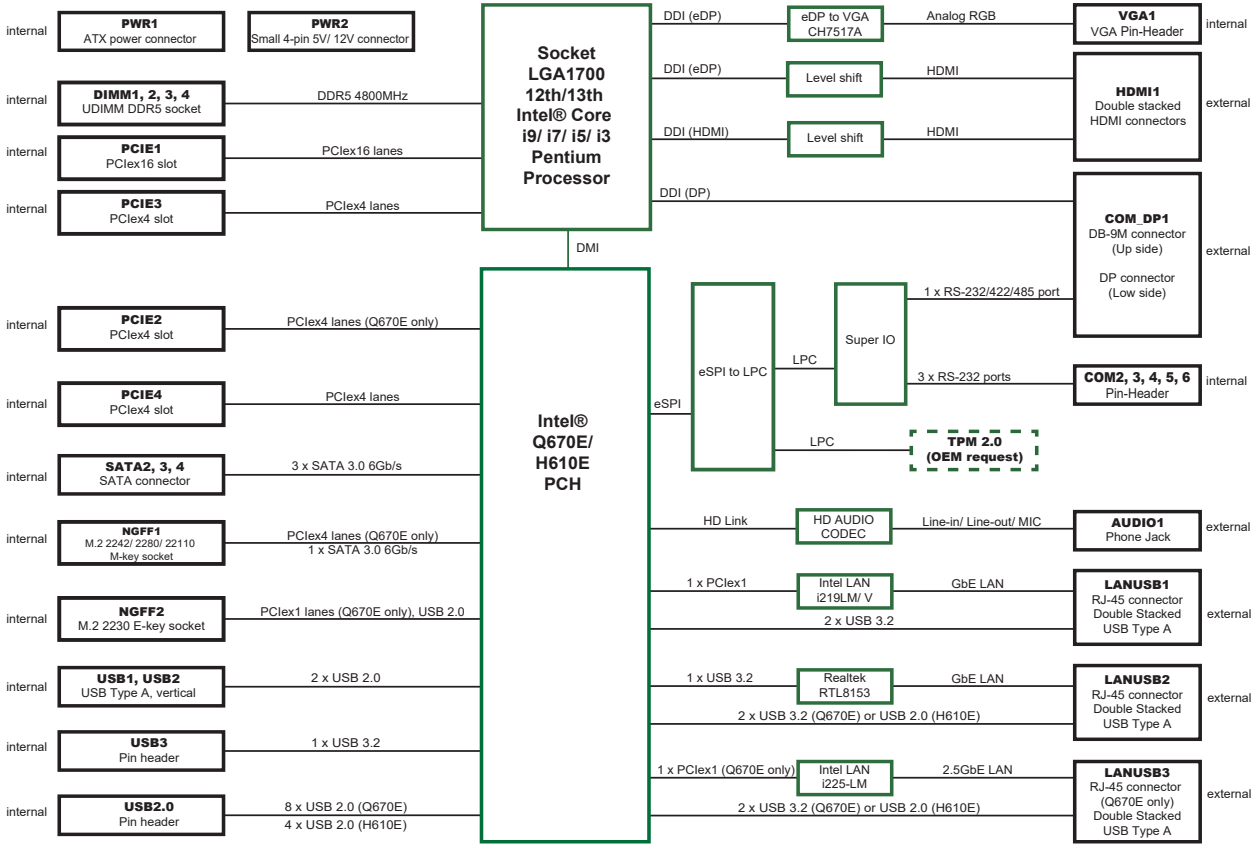 internal
PWR1
ATX power connector
PWR2
Small 4-pin 5V/ 12V connector
internal
DIMM1, 2, 3, 4
UDIMM DDR5 socket
DDR5 4800MHz
internal
PCIE1
PCIex16 slot
PCIex16 lanes
internal
PCIE3
PCIex4 slot
PCIex4 lanes
Socket
LGA1700
12th/13th
Intel® Core
i9/ i7/ i5/ i3
Pentium
Processor
DDI (eDP)
eDP to VGA
CH7517A
Analog RGB
VGA1
VGA Pin-Header
internal
DDI (eDP)
Level shift
HDMI
HDMI1
Double stacked
HDMI connectors
external
DDI (HDMI)
Level shift
HDMI
DDI (DP)
COM_DP1
DB-9M connector
(Up side)
DP connector
(Low side)
external
DMI
internal
PCIE2
PCIex4 slot
PCIex4 lanes (Q670E only)
internal
PCIE4
PCIex4 slot
PCIex4 lanes
internal
SATA2, 3, 4
SATA connector
3 x SATA 3.0 6Gb/s
internal
NGFF1
M.2 2242/ 2280/ 22110
M-key socket
PCIex4 lanes (Q670E only)
1 x SATA 3.0 6Gb/s
internal
NGFF2
M.2 2230 E-key socket
PCIex1 lanes (Q670E only), USB 2.0
internal
USB1, USB2
USB Type A, vertical
2 x USB 2.0
internal
USB3
Pin header
1 x USB 3.2
internal
USB2.0
Pin header
8 x USB 2.0 (Q670E)
4 x USB 2.0 (H610E)
Intel®
Q670E/
H610E
PCH
eSPI
eSPI to LPC
LPC
Super IO
1 x RS-232/422/485 port
3 x RS-232 ports
COM2, 3, 4, 5, 6
Pin-Header
internal
LPC
TPM 2.0
(OEM request)
HD Link
HD AUDIO
CODEC
Line-in/ Line-out/ MIC
AUDIO1
Phone Jack
external
1 x PCIex1
Intel LAN
i219LM/ V
GbE LAN
2 x USB 3.2
LANUSB1
RJ-45 connector
Double Stacked
USB Type A
external
1 x USB 3.2
Realtek
RTL8153
GbE LAN
2 x USB 3.2 (Q670E) or USB 2.0 (H610E)
LANUSB2
RJ-45 connector
Double Stacked
USB Type A
external
1 x PCIex1 (Q670E only)
Intel LAN
i225-LM
2.5GbE LAN
2 x USB 3.2 (Q670E) or USB 2.0 (H610E)
LANUSB3
RJ-45 connector
(Q670E only)
Double Stacked
USB Type A
external